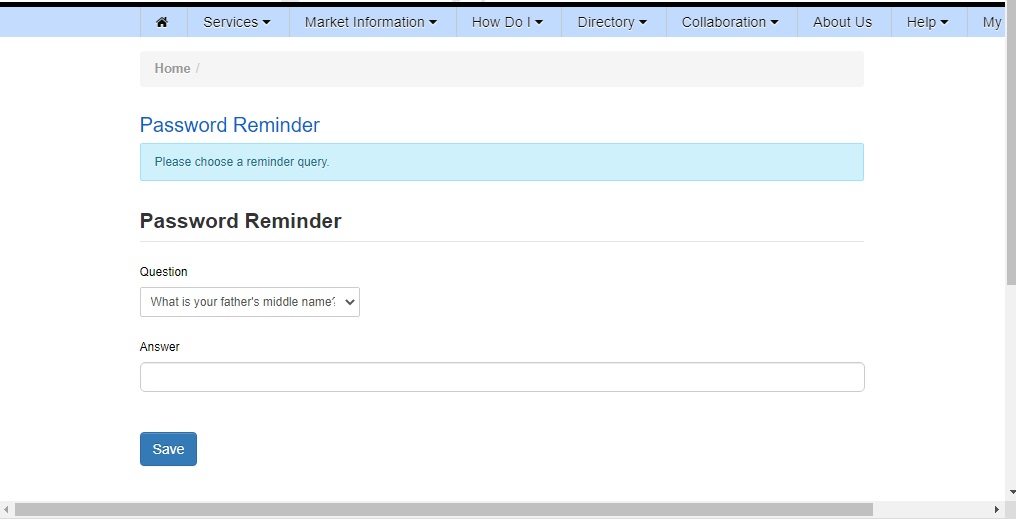 Services Market Information How Do I Directory Collaboration About Us Help My
Home /
Password Reminder
Please choose a reminder query.
Password Reminder
Question
What is your father's middle name?
Answer
Save